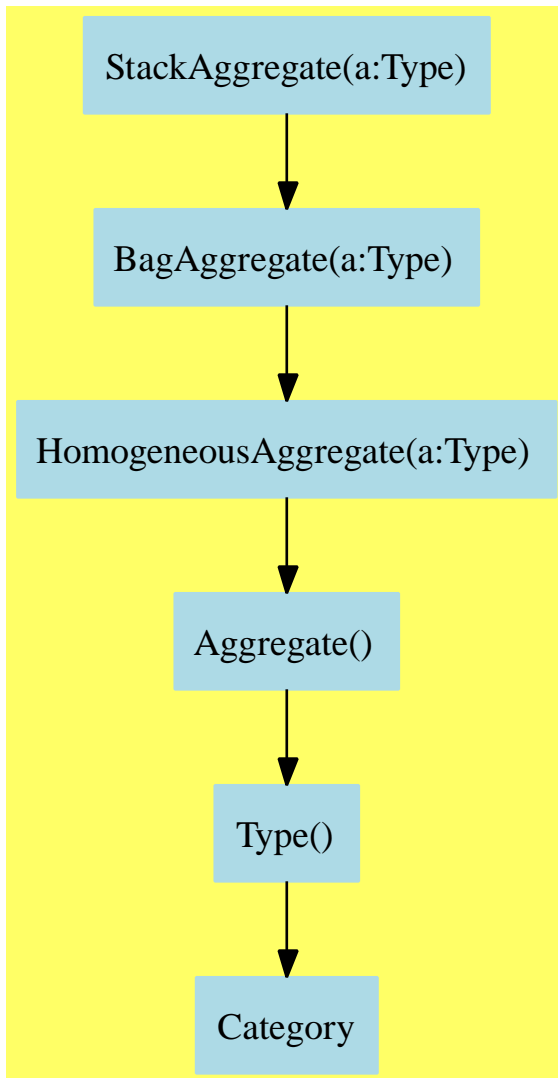 StackAggregate(a:Type)
BagAggregate(a:Type)
HomogeneousAggregate(a:Type)
Aggregate()
Type()
Category